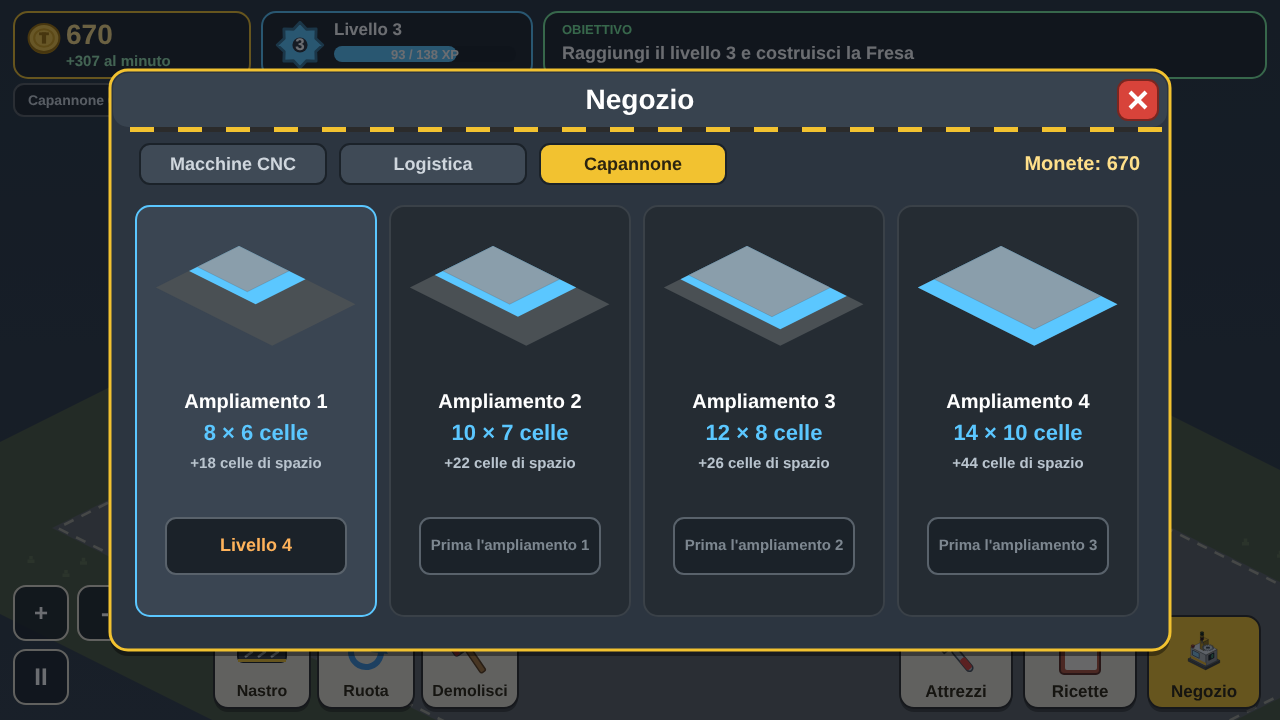 670
+307 al minuto
3
Livello 3
93 / 138 XP
OBIETTIVO
Raggiungi il livello 3 e costruisci la Fresa
Capannone
Negozio
Macchine CNC
Logistica
Capannone
Monete: 670
Ampliamento 1
8 × 6 celle
+18 celle di spazio
Livello 4
Ampliamento 2
10 × 7 celle
+22 celle di spazio
Prima l'ampliamento 1
Ampliamento 3
12 × 8 celle
+26 celle di spazio
Prima l'ampliamento 2
Ampliamento 4
14 × 10 celle
+44 celle di spazio
Prima l'ampliamento 3
+
Nastro
Ruota
Demolisci
Attrezzi
Ricette
Negozio